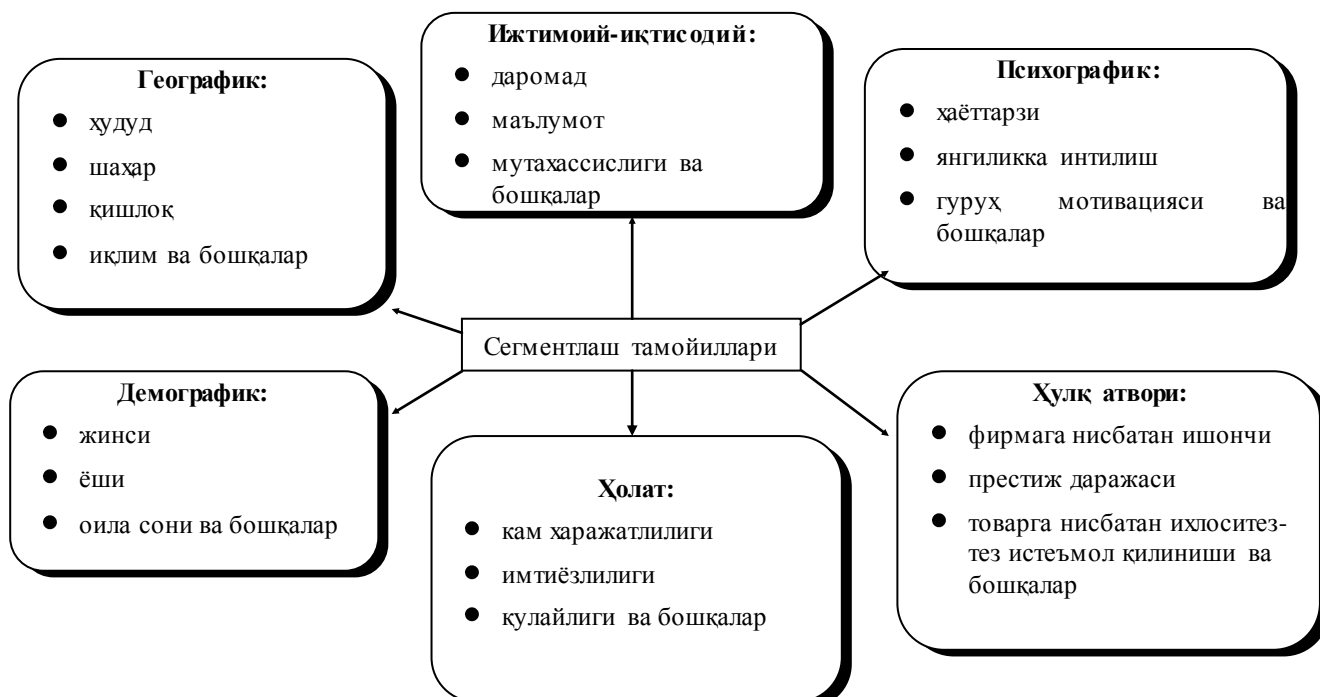 Географик:
● ҳудуд
● шаҳар
● қишлоқ
● иқлим ва бошқалар
Ижтимоий-иқтисодий:
● даромад
● маълумот
● мутахассислиги ва
бошқалар
Психографик:
● ҳаёттарзи
● янгиликка интилиш
● гуруҳ мотивацияси ва
бошқалар
Сегментлаш тамойиллари
Демографик:
● жинси
● ёши
● оила сони ва бошқалар
Ҳолат:
● кам харажатлилиги
● имтиёзлилиги
● қулайлиги ва бошқалар
Ҳулқ атвори:
● фирмага нисбатан ишончи
● престиж даражаси
● товарга нисбатан ихлоситез-
тез истеъмол қилиниши ва
бошқалар